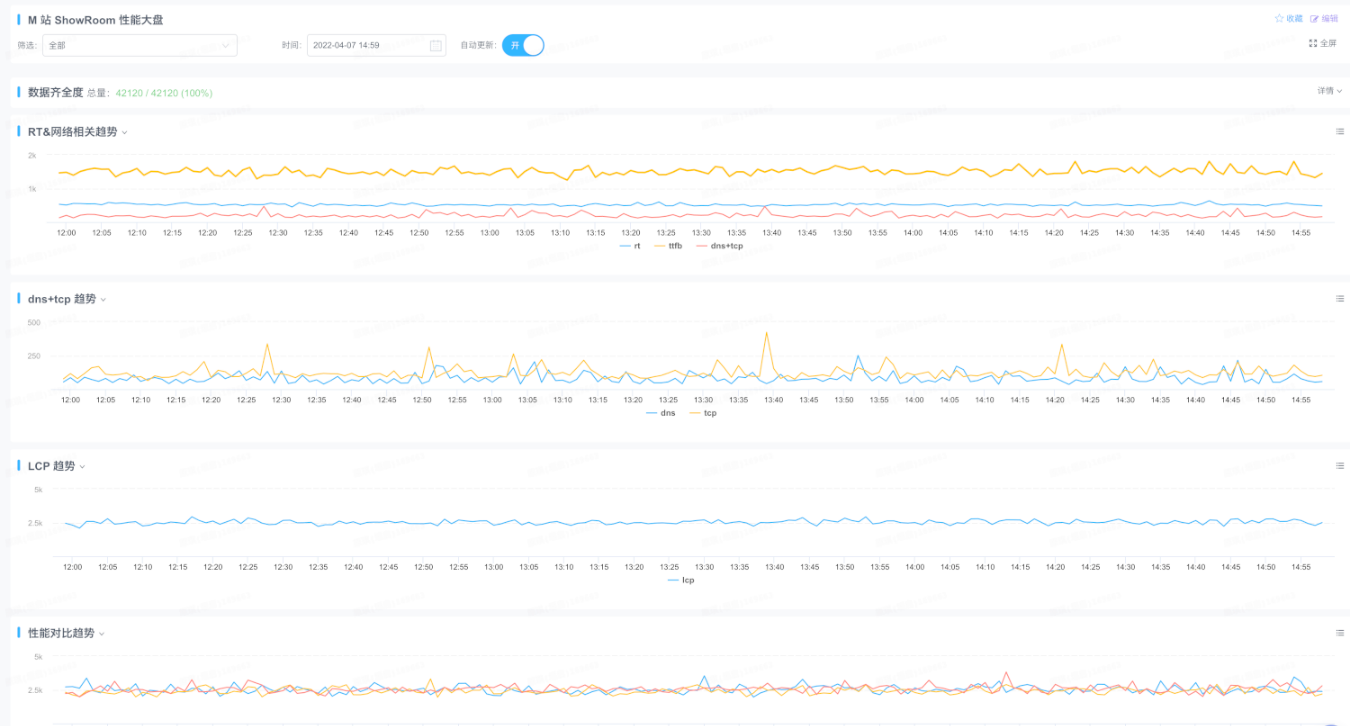 M 站 ShowRoom 性能大盘
收藏 编辑
筛选: 全部 时间: 2022-04-07 14:59 自动更新: 开 全屏
数据齐全度 总量: 42120 / 42120 (100%) 详情
RT&网络相关趋势
2k
1k
12:00 12:05 12:10 12:15 12:20 12:25 12:30 12:35 12:40 12:45 12:50 12:55 13:00 13:05 13:10 13:15 13:20 13:25 13:30 13:35 13:40 13:45 13:50 13:55 14:00 14:05 14:10 14:15 14:20 14:25 14:30 14:35 14:40 14:45 14:50 14:55
rt ttfb dns+tcp
dns+tcp 趋势
500
250
12:00 12:05 12:10 12:15 12:20 12:25 12:30 12:35 12:40 12:45 12:50 12:55 13:00 13:05 13:10 13:15 13:20 13:25 13:30 13:35 13:40 13:45 13:50 13:55 14:00 14:05 14:10 14:15 14:20 14:25 14:30 14:35 14:40 14:45 14:50 14:55
dns tcp
LCP 趋势
5k
2.5k
12:00 12:05 12:10 12:15 12:20 12:25 12:30 12:35 12:40 12:45 12:50 12:55 13:00 13:05 13:10 13:15 13:20 13:25 13:30 13:35 13:40 13:45 13:50 13:55 14:00 14:05 14:10 14:15 14:20 14:25 14:30 14:35 14:40 14:45 14:50 14:55
lcp
性能对比趋势
5k
2.5k